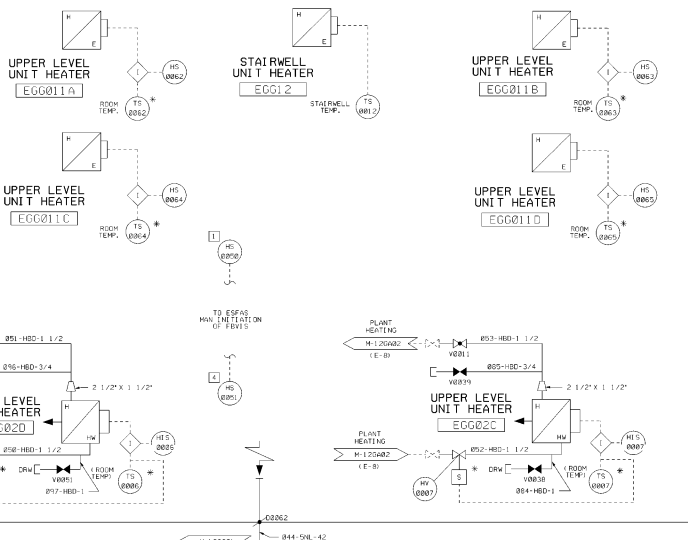 H
E
UPPER LEVEL
UNIT HEATER
EGG011A
I
HS
0062
ROOM
TEMP.
TS
0062
*
H
E
STAIRWELL
UNIT HEATER
EGG12
STAIRWELL
TEMP.
TS
0012
H
E
UPPER LEVEL
UNIT HEATER
EGG011B
I
HS
0063
ROOM
TEMP.
TS
0063
*
H
E
UPPER LEVEL
UNIT HEATER
EGG011C
I
HS
0064
ROOM
TEMP.
TS
0064
*
H
E
UPPER LEVEL
UNIT HEATER
EGG011D
I
HS
0065
ROOM
TEMP.
TS
0065
*
1
HS
0050
TO ESFAS
MAN INITIATION
OF FBVIS
4
HS
0051
051-HBD-1 1/2
096-HBD-3/4
2 1/2" X 1 1/2"
LEVEL
HEATER
G02D
H
HW
I
HIS
0006
050-HBD-1 1/2
*
DRW
V0051
(ROOM
TEMP)
TS
0006
*
097-HBD-1
PLANT
HEATING
M-12GA02
(E-8)
V0011
053-HBD-1 1/2
085-HBD-3/4
V0039
2 1/2" X 1 1/2"
UPPER LEVEL
UNIT HEATER
EGG02C
H
HW
I
HIS
0007
PLANT
HEATING
M-12GA02
(E-8)
052-HBD-1 1/2
HV
0007
S
*
DRW
V0038
(ROOM
TEMP)
TS
0007
*
084-HBD-1
D0062
044-5NL-42